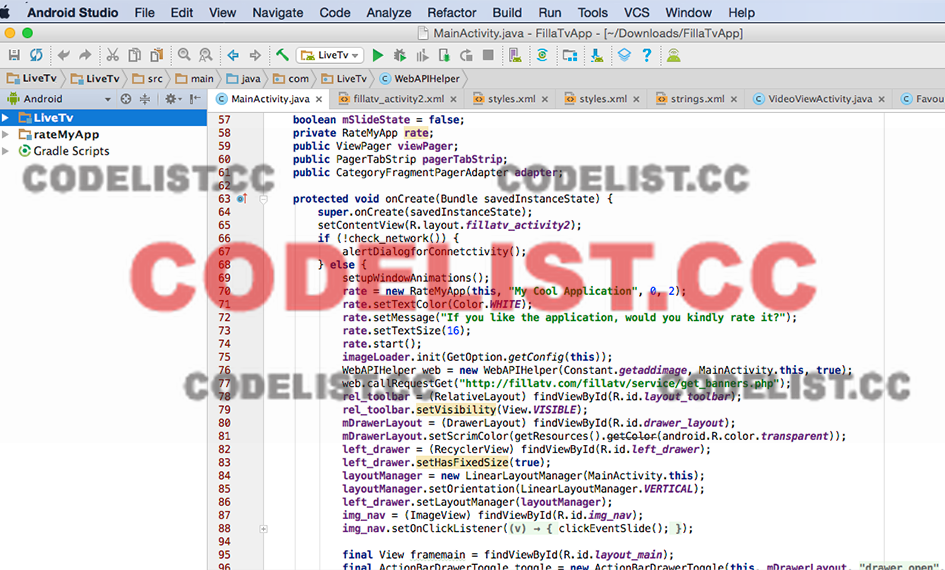 Android Studio File Edit View Navigate Code Analyze Refactor Build Run Tools VCS Window Help
MainActivity.java - FillaTvApp - [~/Downloads/FillaTvApp]
LiveTv
LiveTv LiveTv src main java com LiveTv WebAPIHelper
Android MainActivity.java fillatv_activity2.xml styles.xml styles.xml strings.xml VideoViewActivity.java Favou
LiveTv
rateMyApp
Gradle Scripts
57 boolean mSlideState = false;
58 private RateMyApp rate;
59 public ViewPager viewPager;
60 public PagerTabStrip pagerTabStrip;
61 public CategoryFragmentPagerAdapter adapter;
62
CODELIST.CC CODELIST.CC
63 protected void onCreate(Bundle savedInstanceState) {
64 super.onCreate(savedInstanceState);
65 setContentView(R.layout.fillatv_activity2);
66 if (!check_network()) {
67 alertDialogforConnetctivity();
68 } else {
CODELIST.CC
69 setupWindowAnimations();
70 rate = new RateMyApp(this, "My Cool Application", 0, 2);
71 rate.setTextColor(Color.WHITE);
72 rate.setMessage("If you like the application, would you kindly rate it?");
73 rate.setTextSize(16);
74 rate.start();
75 imageLoader.init(GetOption.getConfig(this));
76 WebAPIHelper web = new WebAPIHelper(Constant.getaddimage, MainActivity.this, true);
77 web.callRequestGet("http://fillatv.com/fillatv/service/get_banners.php");
CODELIST.CC CODELIST.CC
78 rel_toolbar = (RelativeLayout) findViewById(R.id.layout_toolbar);
79 rel_toolbar.setVisibility(View.VISIBLE);
80 mDrawerLayout = (DrawerLayout) findViewById(R.id.drawer_layout);
81 mDrawerLayout.setScrimColor(getResources().getColor(android.R.color.transparent));
82 left_drawer = (RecyclerView) findViewById(R.id.left_drawer);
83 left_drawer.setHasFixedSize(true);
84 layoutManager = new LinearLayoutManager(MainActivity.this);
85 layoutManager.setOrientation(LinearLayoutManager.VERTICAL);
86 left_drawer.setLayoutManager(layoutManager);
87 img_nav = (ImageView) findViewById(R.id.img_nav);
88 img_nav.setOnClickListener((v) → { clickEventSlide(); });
94
95 final View framemain = findViewById(R.id.layout_main);
96 final ActionBarDrawerToggle toggle = new ActionBarDrawerToggle(this, mDrawerLayout, "drawer open",